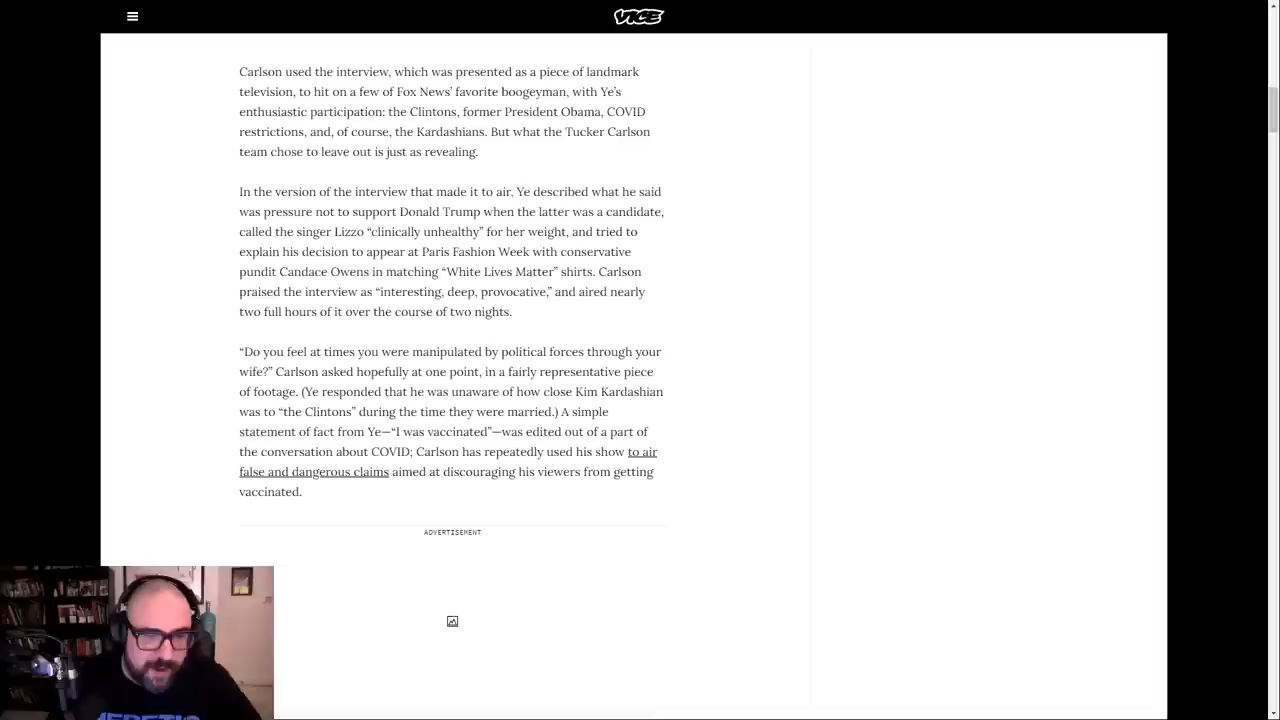 VICE
Carlson used the interview, which was presented as a piece of landmark
television, to hit on a few of Fox News’ favorite boogeyman, with Ye’s
enthusiastic participation: the Clintons, former President Obama, COVID
restrictions, and, of course, the Kardashians. But what the Tucker Carlson
team chose to leave out is just as revealing.
In the version of the interview that made it to air, Ye described what he said
was pressure not to support Donald Trump when the latter was a candidate,
called the singer Lizzo “clinically unhealthy” for her weight, and tried to
explain his decision to appear at Paris Fashion Week with conservative
pundit Candace Owens in matching “White Lives Matter” shirts. Carlson
praised the interview as “interesting, deep, provocative,” and aired nearly
two full hours of it over the course of two nights.
“Do you feel at times you were manipulated by political forces through your
wife?” Carlson asked hopefully at one point, in a fairly representative piece
of footage. (Ye responded that he was unaware of how close Kim Kardashian
was to “the Clintons” during the time they were married.) A simple
statement of fact from Ye—“I was vaccinated”—was edited out of a part of
the conversation about COVID; Carlson has repeatedly used his show to air
false and dangerous claims aimed at discouraging his viewers from getting
vaccinated.
ADVERTISEMENT